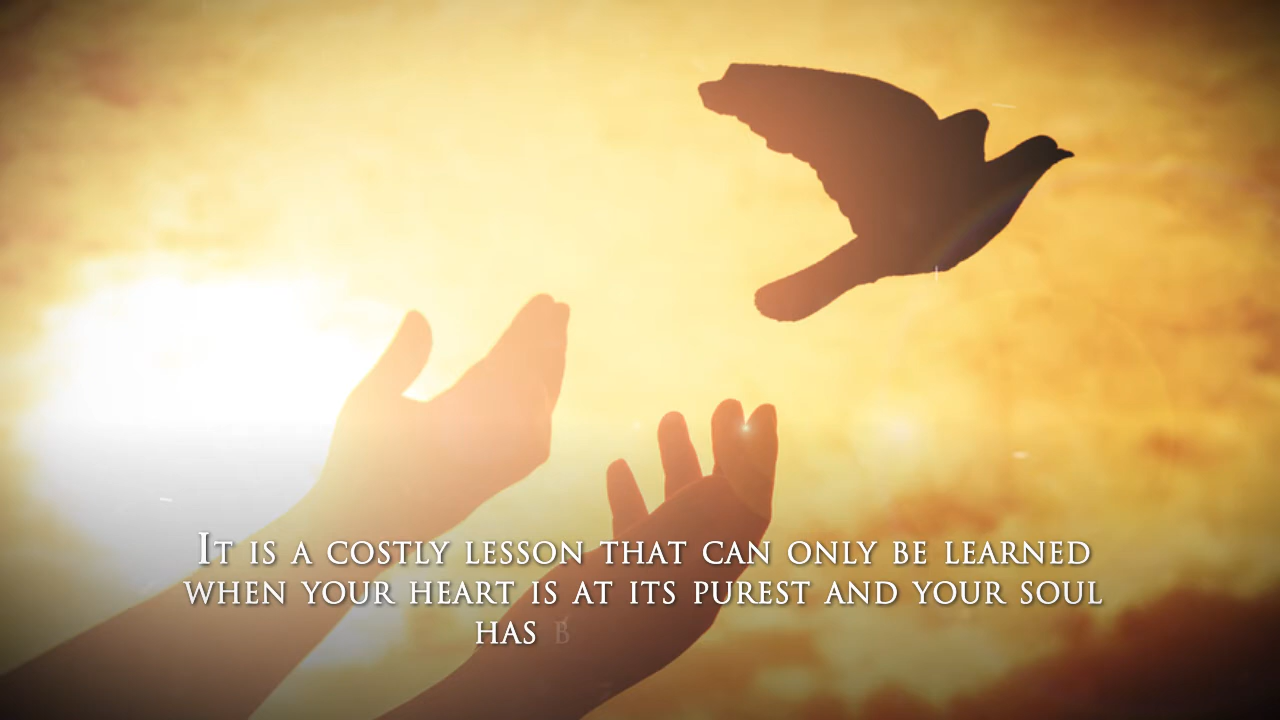 It is a costly lesson that can only be learned
when your heart is at its purest and your soul
has b